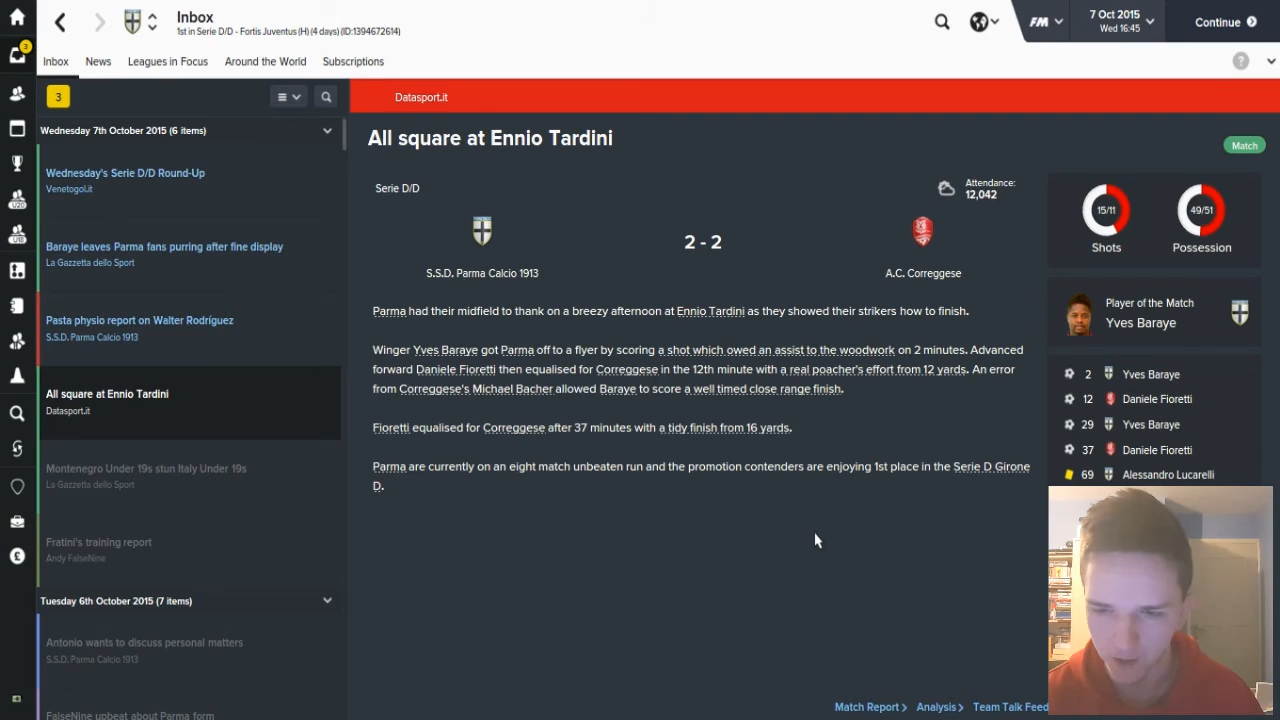 Inbox
1st in Serie D/D - Fortis Juventus (H) (4 days) (ID:1394672614)
FM
7 Oct 2015
Wed 16:45
Continue
3
Inbox
News
Leagues in Focus
Around the World
Subscriptions
?
3
Datasport.it
Wednesday 7th October 2015 (6 items)
All square at Ennio Tardini
Match
Wednesday's Serie D/D Round-Up
Venetogol.it
Serie D/D
Attendance:
12,042
15/11
49/51
Shots
Possession
2 - 2
Baraye leaves Parma fans purring after fine display
La Gazzetta dello Sport
S.S.D. Parma Calcio 1913
A.C. Correggese
U20
U18
Player of the Match
Yves Baraye
Parma had their midfield to thank on a breezy afternoon at Ennio Tardini as they showed their strikers how to finish.
Pasta physio report on Walter Rodríguez
S.S.D. Parma Calcio 1913
Winger Yves Baraye got Parma off to a flyer by scoring a shot which owed an assist to the woodwork on 2 minutes. Advanced
forward Daniele Fioretti then equalised for Correggese in the 12th minute with a real poacher's effort from 12 yards. An error
from Correggese's Michael Bacher allowed Baraye to score a well timed close range finish.
2 Yves Baraye
12 Daniele Fioretti
29 Yves Baraye
37 Daniele Fioretti
69 Alessandro Lucarelli
All square at Ennio Tardini
Datasport.it
Fioretti equalised for Correggese after 37 minutes with a tidy finish from 16 yards.
Parma are currently on an eight match unbeaten run and the promotion contenders are enjoying 1st place in the Serie D Girone
D.
Montenegro Under 19s stun Italy Under 19s
La Gazzetta dello Sport
Fratini's training report
Andy FalseNine
Tuesday 6th October 2015 (7 items)
Antonio wants to discuss personal matters
S.S.D. Parma Calcio 1913
FalseNine upbeat about Parma form
Match Report
Analysis
Team Talk Feed